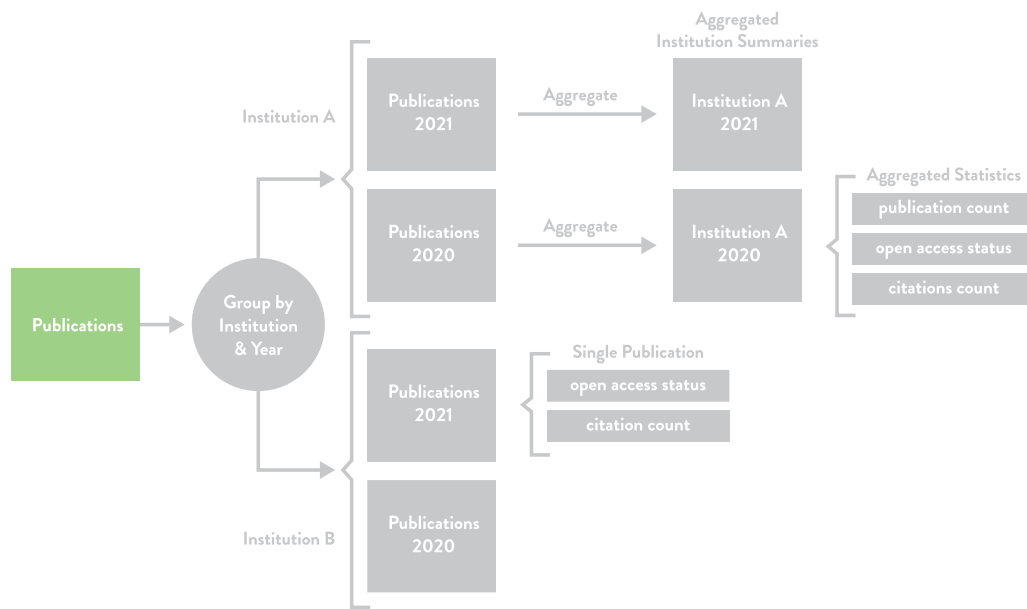 Publications
Group by
Institution
& Year
Institution A
Publications
2021
Aggregate
Aggregated
Institution Summaries
Institution A
2021
Publications
2020
Aggregate
Institution A
2020
Aggregated Statistics
publication count
open access status
citations count
Institution B
Publications
2021
Single Publication
open access status
citation count
Publications
2020